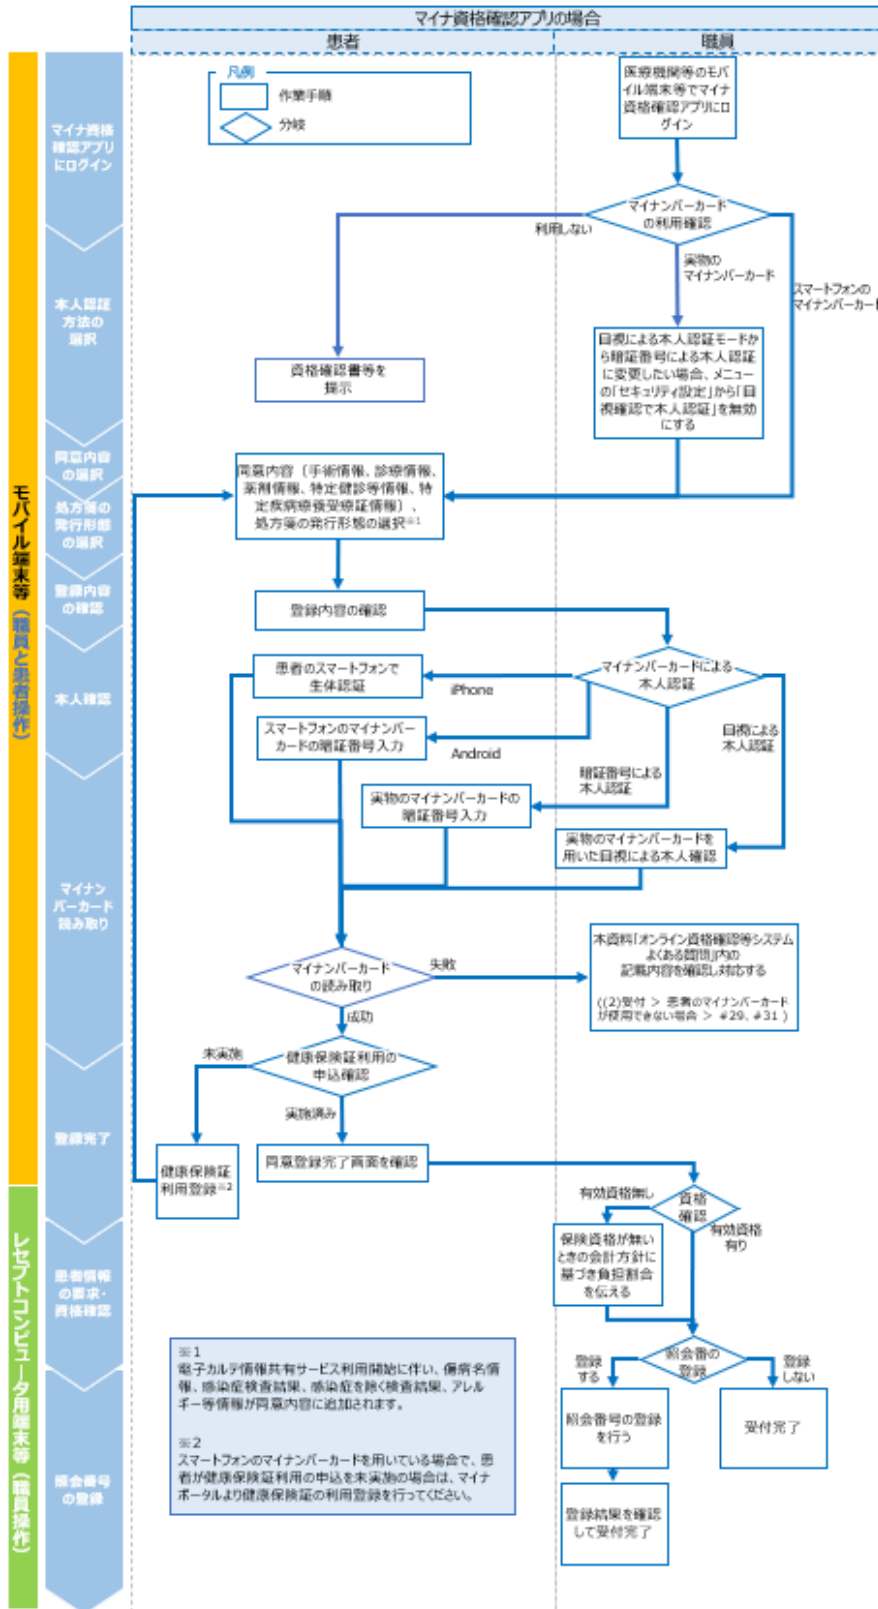 マイナ資格確認アプリの場合
患者
職員
凡例
作業手順
分岐
モバイル端末等（職員と患者操作）
レセプトコンピュータ用端末等（職員操作）
マイナ資格
確認アプリ
にログイン
本人認証
方法の
選択
同意内容
の選択
処方箋の
発行形態
の選択
登録内容
の確認
本人確認
マイナン
バーカード
読み取り
登録完了
患者情報
の要求・
資格確認
照会番号
の登録
医療機関等のモバ
イル端末等でマイナ
資格確認アプリにロ
グイン
マイナンバーカード
の利用確認
利用しない
実物の
マイナンバーカード
スマートフォンの
マイナンバーカード
資格確認書等を
提示
目視による本人認証モードか
ら暗証番号による本人認証
に変更したい場合、メニュー
の「セキュリティ設定」から「目
視確認で本人認証」を無効
にする
同意内容（手術情報、診療情報、
薬剤情報、特定健診等情報、特
定疾病療養受療証情報）、
処方箋の発行形態の選択※1
登録内容の確認
マイナンバーカードによる
本人認証
患者のスマートフォンで
生体認証
iPhone
スマートフォンのマイナンバー
カードの暗証番号入力
Android
目視による
本人認証
暗証番号による
本人認証
実物のマイナンバーカードの
暗証番号入力
実物のマイナンバーカードを
用いた目視による本人確認
マイナンバーカード
の読み取り
失敗
成功
本資料「オンライン資格確認等システム
よくある質問」内の
記載内容を確認し対応する
((2)受付 > 患者のマイナンバーカード
が使用できない場合 > #29、#31 )
健康保険証利用の
申込確認
未実施
実施済み
健康保険証
利用登録※2
同意登録完了画面を確認
資格
確認
有効資格無し
有効資格
有り
保険資格が無い
ときの会計方針に
基づき負担割合
を伝える
照会番の
登録
登録
する
登録
しない
照会番号の登録
を行う
受付完了
登録結果を確認
して受付完了
※1
電子カルテ情報共有サービス利用開始に伴い、傷病名情
報、感染症検査結果、感染症を除く検査結果、アレル
ギー等情報が同意内容に追加されます。
※2
スマートフォンのマイナンバーカードを用いている場合で、患
者が健康保険証利用の申込を未実施の場合は、マイナ
ポータルより健康保険証の利用登録を行ってください。